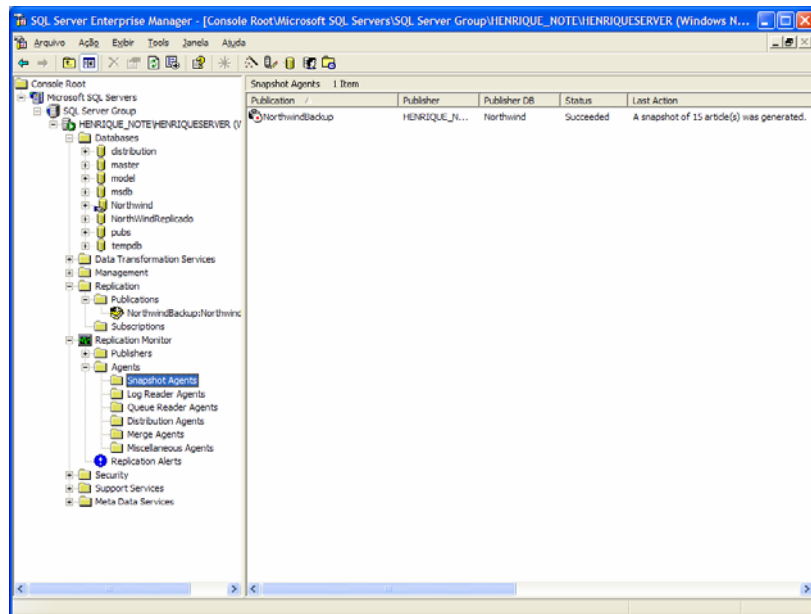 SQL Server Enterprise Manager - [Console Root\Microsoft SQL Servers\SQL Server Group\HENRIQUE_NOTE\HENRIQUESERVER (Windows N...
Arquivo Ação Exibir Tools Janela Ajuda
Console Root
Microsoft SQL Servers
SQL Server Group
HENRIQUE_NOTE\HENRIQUESERVER (V
Databases
distribution
master
model
msdb
Northwind
NorthWindReplicado
pubs
tempdb
Data Transformation Services
Management
Replication
Publications
NorthwindBackup:Northwind
Subscriptions
Replication Monitor
Publishers
Agents
Snapshot Agents
Log Reader Agents
Queue Reader Agents
Distribution Agents
Merge Agents
Miscellaneous Agents
Replication Alerts
Security
Support Services
Meta Data Services
Snapshot Agents 1 Item
Publication / Publisher Publisher DB Status Last Action
NorthwindBackup HENRIQUE_N... Northwind Succeeded A snapshot of 15 article(s) was generated.